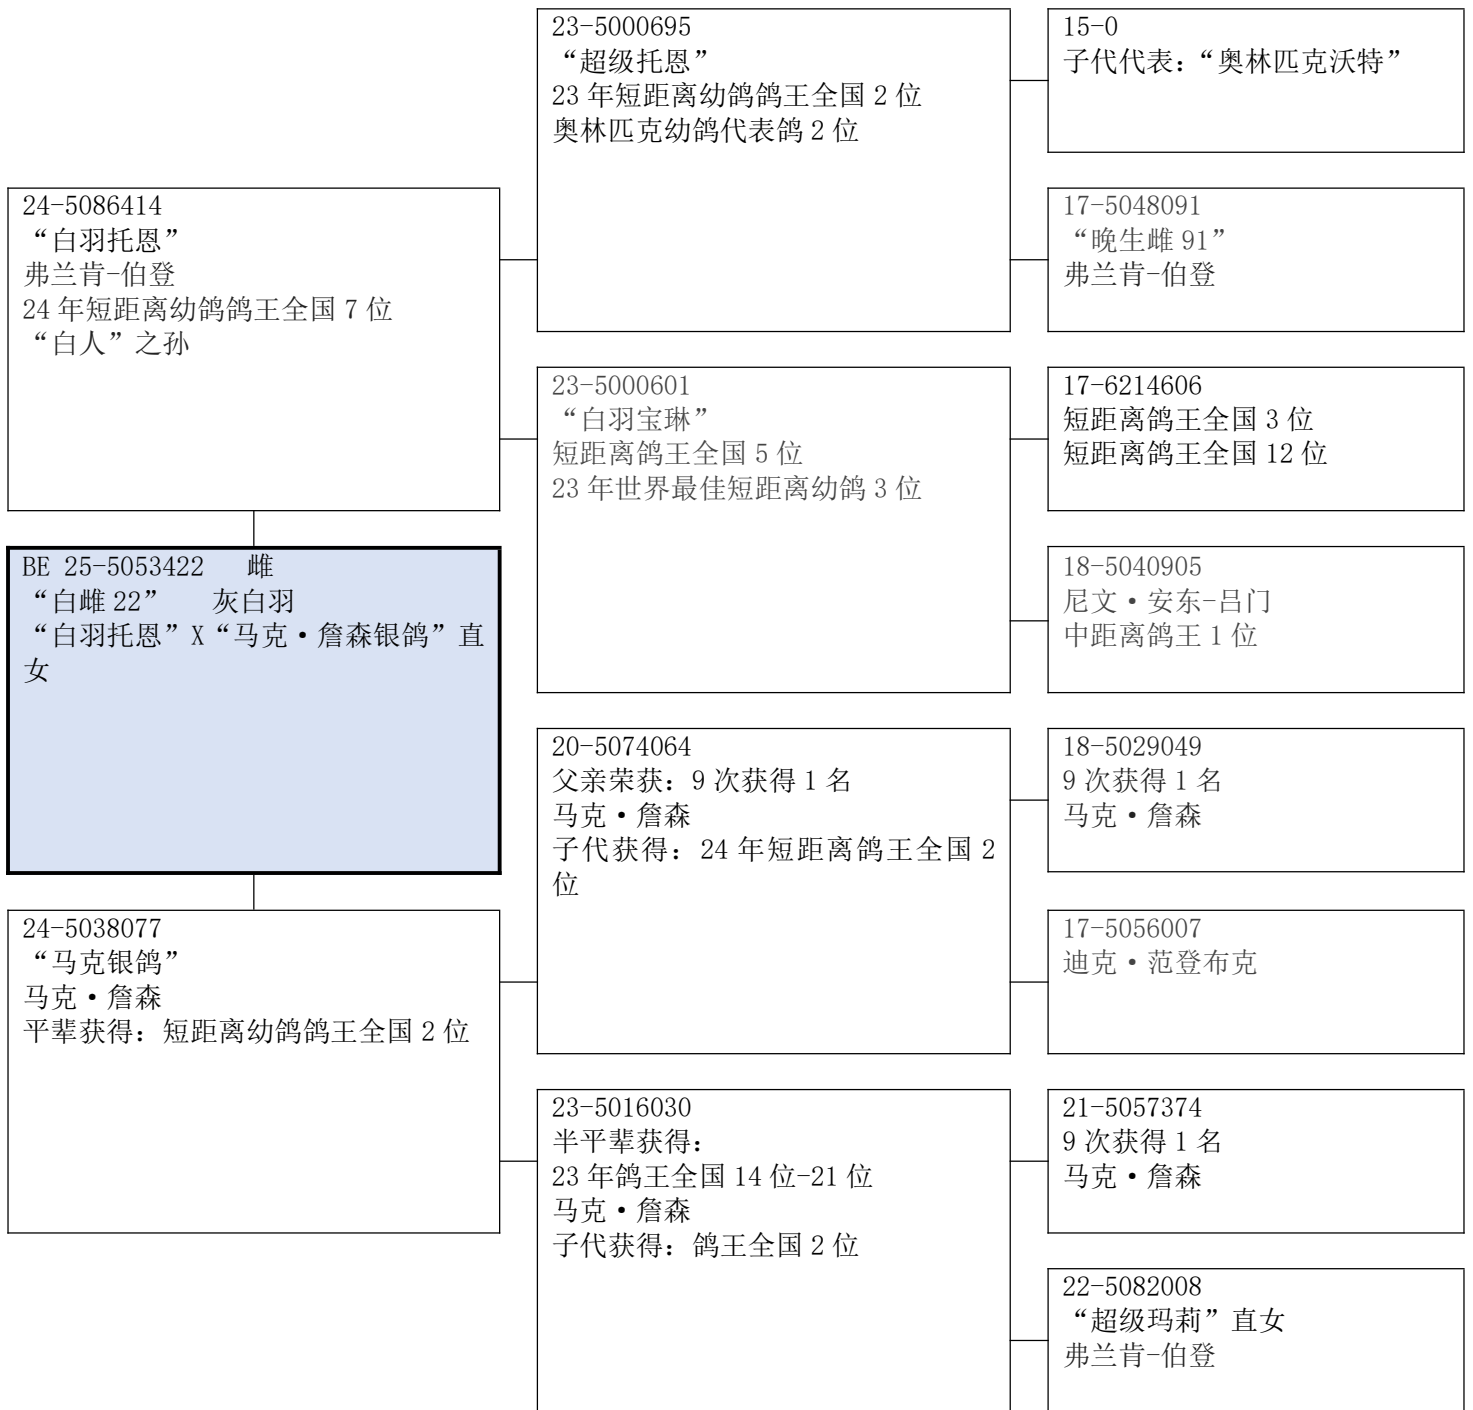 23-5000695
“超级托恩”
23 年短距离幼鸽鸽王全国 2 位
奥林匹克幼鸽代表鸽 2 位
15-0
子代代表：“奥林匹克沃特”
24-5086414
“白羽托恩”
弗兰肯-伯登
24 年短距离幼鸽鸽王全国 7 位
“白人”之孙
17-5048091
“晚生雌 91”
弗兰肯-伯登
23-5000601
“白羽宝琳”
短距离鸽王全国 5 位
23 年世界最佳短距离幼鸽 3 位
17-6214606
短距离鸽王全国 3 位
短距离鸽王全国 12 位
BE 25-5053422 雌
“白雌 22” 灰白羽
“白羽托恩”X“马克·詹森银鸽”直
女
18-5040905
尼文·安东-吕门
中距离鸽王 1 位
20-5074064
父亲荣获：9 次获得 1 名
马克·詹森
子代获得：24 年短距离鸽王全国 2
位
18-5029049
9 次获得 1 名
马克·詹森
24-5038077
“马克银鸽”
马克·詹森
平辈获得：短距离幼鸽鸽王全国 2 位
17-5056007
迪克·范登布克
23-5016030
半平辈获得：
23 年鸽王全国 14 位-21 位
马克·詹森
子代获得：鸽王全国 2 位
21-5057374
9 次获得 1 名
马克·詹森
22-5082008
“超级玛莉”直女
弗兰肯-伯登